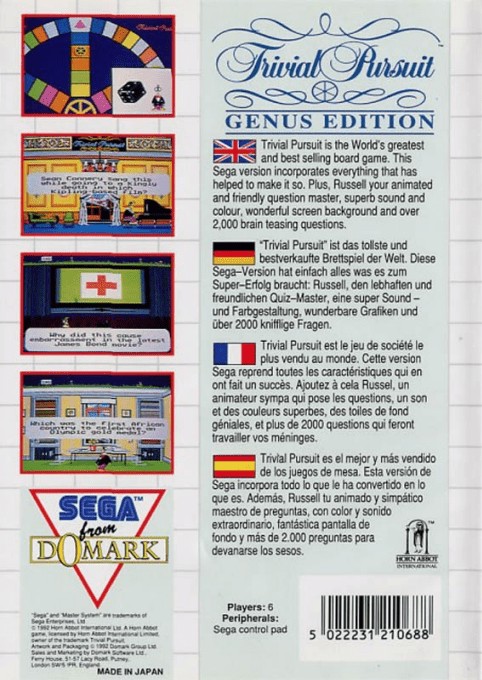 Trivial Pursuit
Sean Connery sang this
while going to a kingly
death in which
Kipling-based film?
Why did this cause
embarrassment in the latest
James Bond movie?
Which was the first African
country to celebrate an
Olympic gold medal?
SEGA™
from
DOMARK
"Sega" and "Master System" are trademarks of
Sega Enterprises, Ltd
© 1992 Horn Abbot International Ltd. A Horn Abbot
game, licensed by Horn Abbot International Limited,
owner of the trademark Trivial Pursuit.
Artwork and Packaging © 1992 Domark Group Ltd.
Sales and Marketing by Domark Software Ltd.,
Ferry House, 51-57 Lacy Road, Putney,
London SW15 1PR, England.
MADE IN JAPAN
Trivial Pursuit™
GENUS EDITION
Trivial Pursuit is the World's greatest
and best selling board game. This
Sega version incorporates everything that has
helped to make it so. Plus, Russell your animated
and friendly question master, superb sound and
colour, wonderful screen background and over
2,000 brain teasing questions.
"Trivial Pursuit" ist das tollste und
bestverkaufte Brettspiel der Welt. Diese
Sega-Version hat einfach alles was es zum
Super-Erfolg braucht: Russell, den lebhaften und
freundlichen Quiz-Master, eine super Sound –
und Farbgestaltung, wunderbare Grafiken und
über 2000 knifflige Fragen.
Trivial Pursuit est le jeu de société le
plus vendu au monde. Cette version
Sega reprend toutes les caractéristiques qui en
ont fait un succès. Ajoutez à cela Russel, un
animateur sympa qui pose les questions, un son
et des couleurs superbes, des toiles de fond
géniales, et plus de 2000 questions qui feront
travailler vos méninges.
Trivial Pursuit es el mejor y más vendido
de los juegos de mesa. Esta versión de
Sega incorpora todo lo que le ha convertido en lo
que es. Además, Russell tu animado y simpático
maestro de preguntas, con color y sonido
extraordinario, fantástica pantalla de
fondo y más de 2.000 preguntas para
devanarse los sesos.
HORN ABBOT
INTERNATIONAL
™
Players: 6
Peripherals:
Sega control pad
5 022231 210688